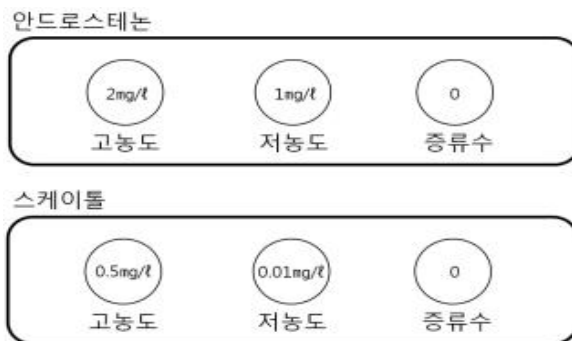 안드로스테논
2mg/ℓ 1mg/ℓ 0
고농도 저농도 증류수
스케이톨
0.5mg/ℓ 0.01mg/ℓ 0
고농도 저농도 증류수